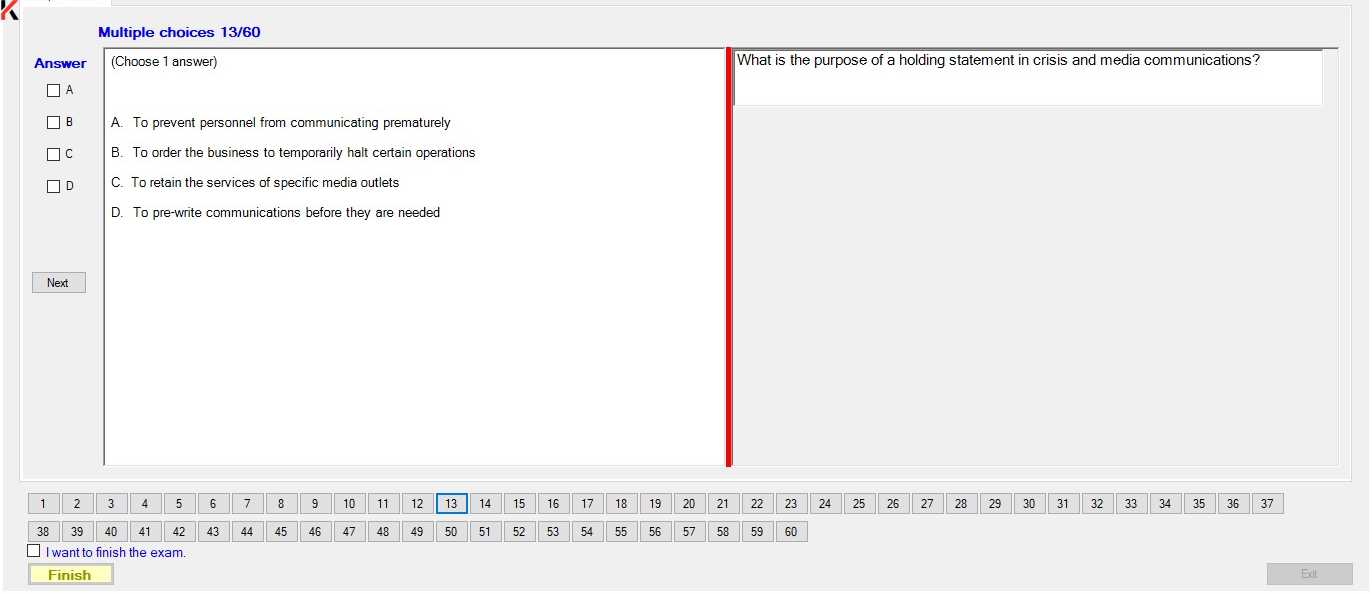 Multiple choices 13/60
Answer
(Choose 1 answer)
What is the purpose of a holding statement in crisis and media communications?
A
B
C
D
A. To prevent personnel from communicating prematurely
B. To order the business to temporarily halt certain operations
C. To retain the services of specific media outlets
D. To pre-write communications before they are needed
Next
1 2 3 4 5 6 7 8 9 10 11 12 13 14 15 16 17 18 19 20 21 22 23 24 25 26 27 28 29 30 31 32 33 34 35 36 37
38 39 40 41 42 43 44 45 46 47 48 49 50 51 52 53 54 55 56 57 58 59 60
I want to finish the exam.
Finish
Exit